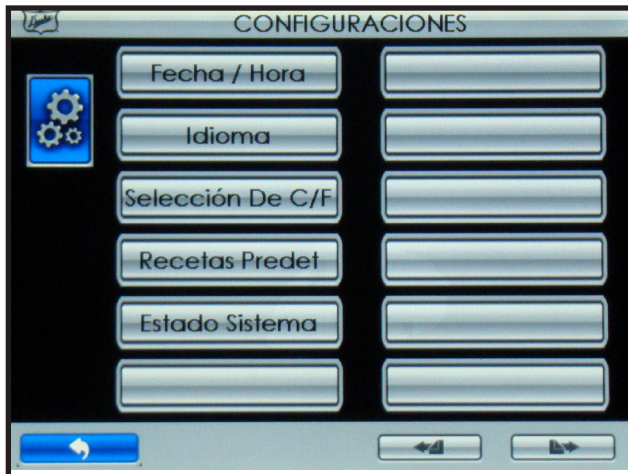 CONFIGURACIONES
Fecha / Hora
Idioma
Selección De C/F
Recetas Predet
Estado Sistema